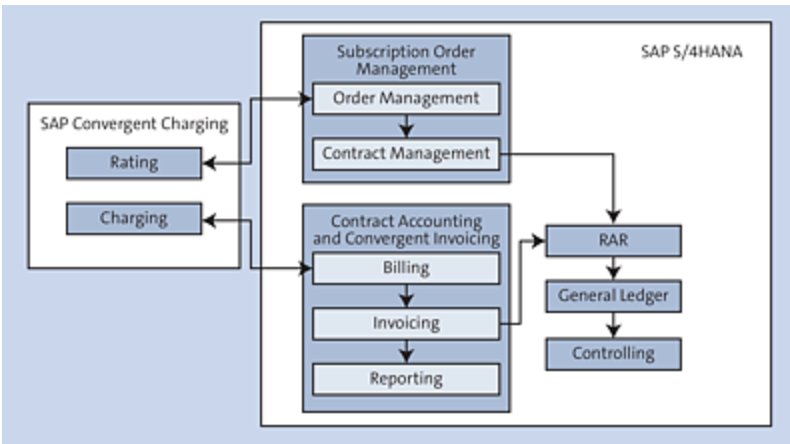 SAP S/4HANA
Subscription Order
Management
Order Management
Contract Management
SAP Convergent Charging
Rating
Charging
Contract Accounting
and Convergent Invoicing
Billing
Invoicing
Reporting
RAR
General Ledger
Controlling